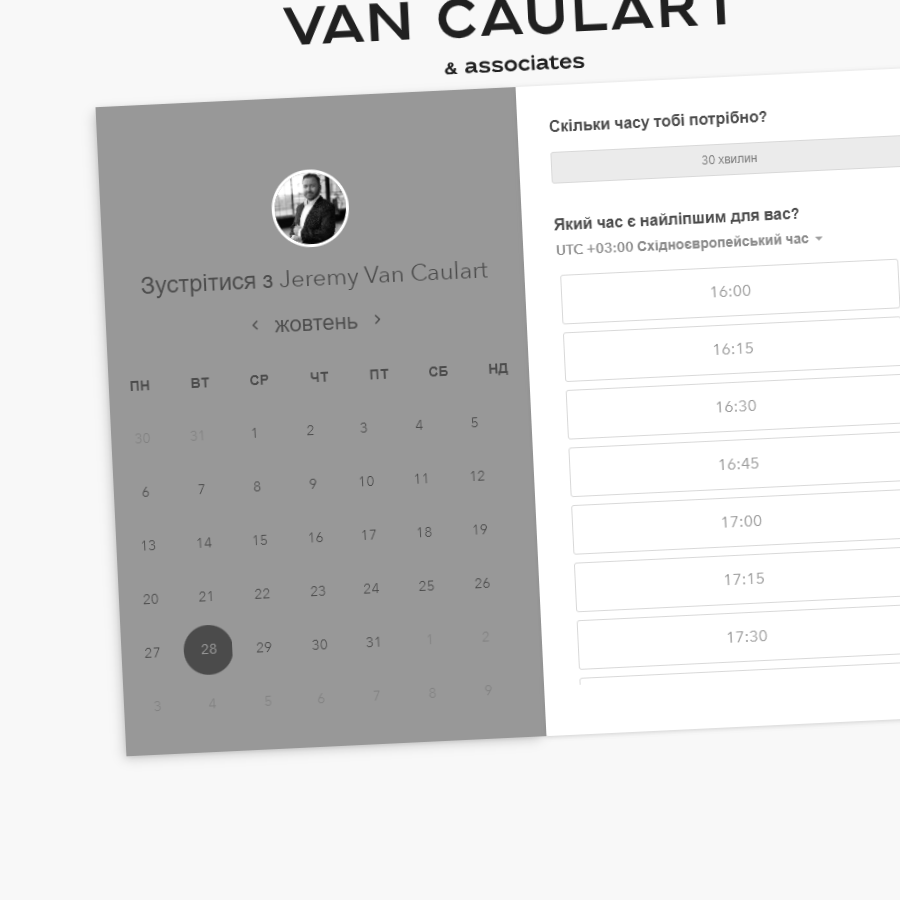 VAN CAULART
& associates
Зустрітися з Jeremy Van Caulart
‹ жовтень ›
ПН ВТ СР ЧТ ПТ СБ НД
30 31 1 2 3 4 5
6 7 8 9 10 11 12
13 14 15 16 17 18 19
20 21 22 23 24 25 26
27 28 29 30 31 1 2
3 4 5 6 7 8 9
Скільки часу тобі потрібно?
30 хвилин
Який час є найліпшим для вас?
UTC +03:00 Східноєвропейський час
16:00
16:15
16:30
16:45
17:00
17:15
17:30